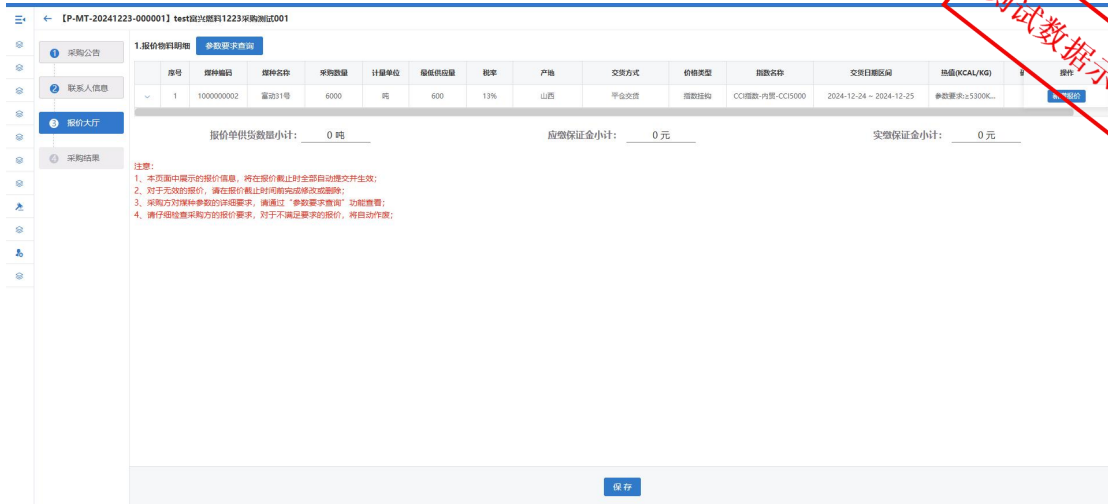 ← 【P-MT-20241223-000001】test富兴燃料1223采购测试001
测试数据示
1 采购公告
2 联系人信息
3 报价大厅
4 采购结果
1.报价物料明细 参数要求查询
序号 煤种编码 煤种名称 采购数量 计量单位 最低供应量 税率 产地 交货方式 价格类型 指数名称 交货日期区间 热值(KCAL/KG) 操作
1 1000000002 富动31号 6000 吨 600 13% 山西 平仓交货 指数挂钩 CCI指数-内贸-CCI5000 2024-12-24 ~ 2024-12-25 参数要求:≥5300K... 报价
报价单供货数量小计: 0 吨 应缴保证金小计: 0 元 实缴保证金小计: 0 元
注意:
1、本页面中展示的报价信息，将在报价截止时全部自动提交并生效;
2、对于无效的报价，请在报价截止时间前完成修改或删除;
3、采购方对煤种参数的详细要求，请通过“参数要求查询”功能查看;
4、请仔细检查采购方的报价要求，对于不满足要求的报价，将自动作废;
保存